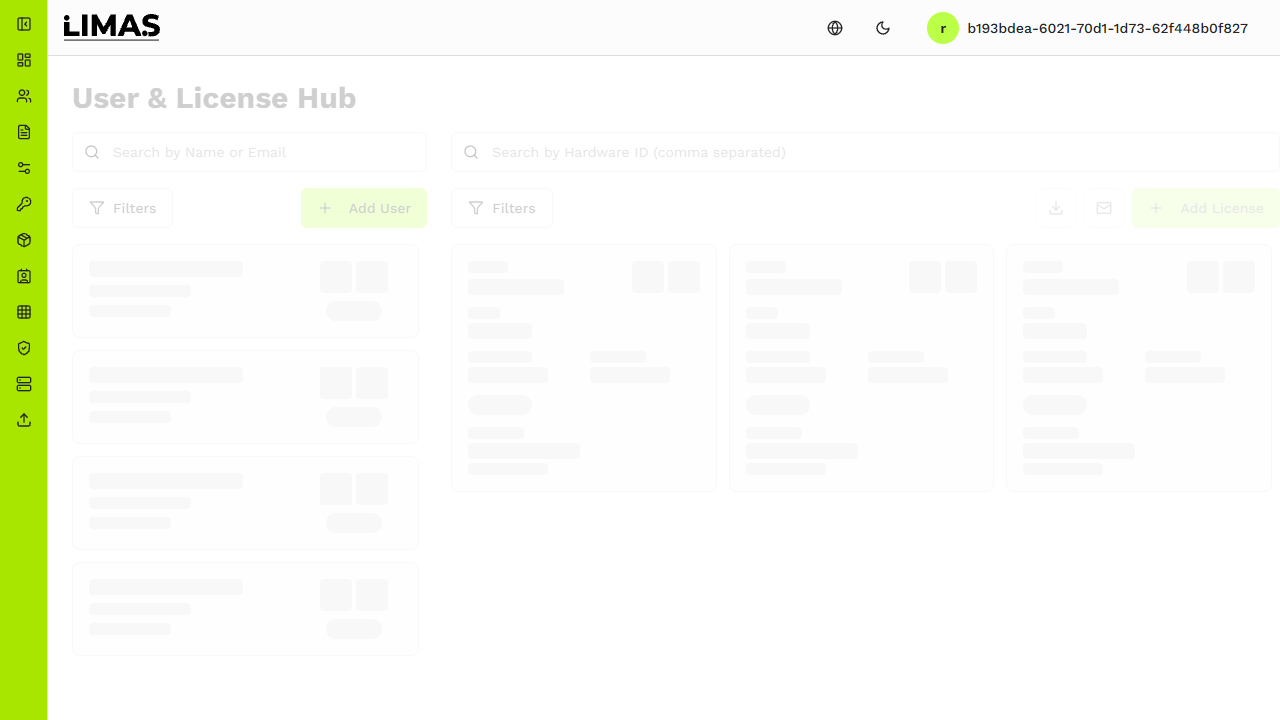 LIMAS
r
b193bdea-6021-70d1-1d73-62f448b0f827
User & License Hub
Search by Name or Email
Search by Hardware ID (comma separated)
Filters
Add User
Filters
Add License